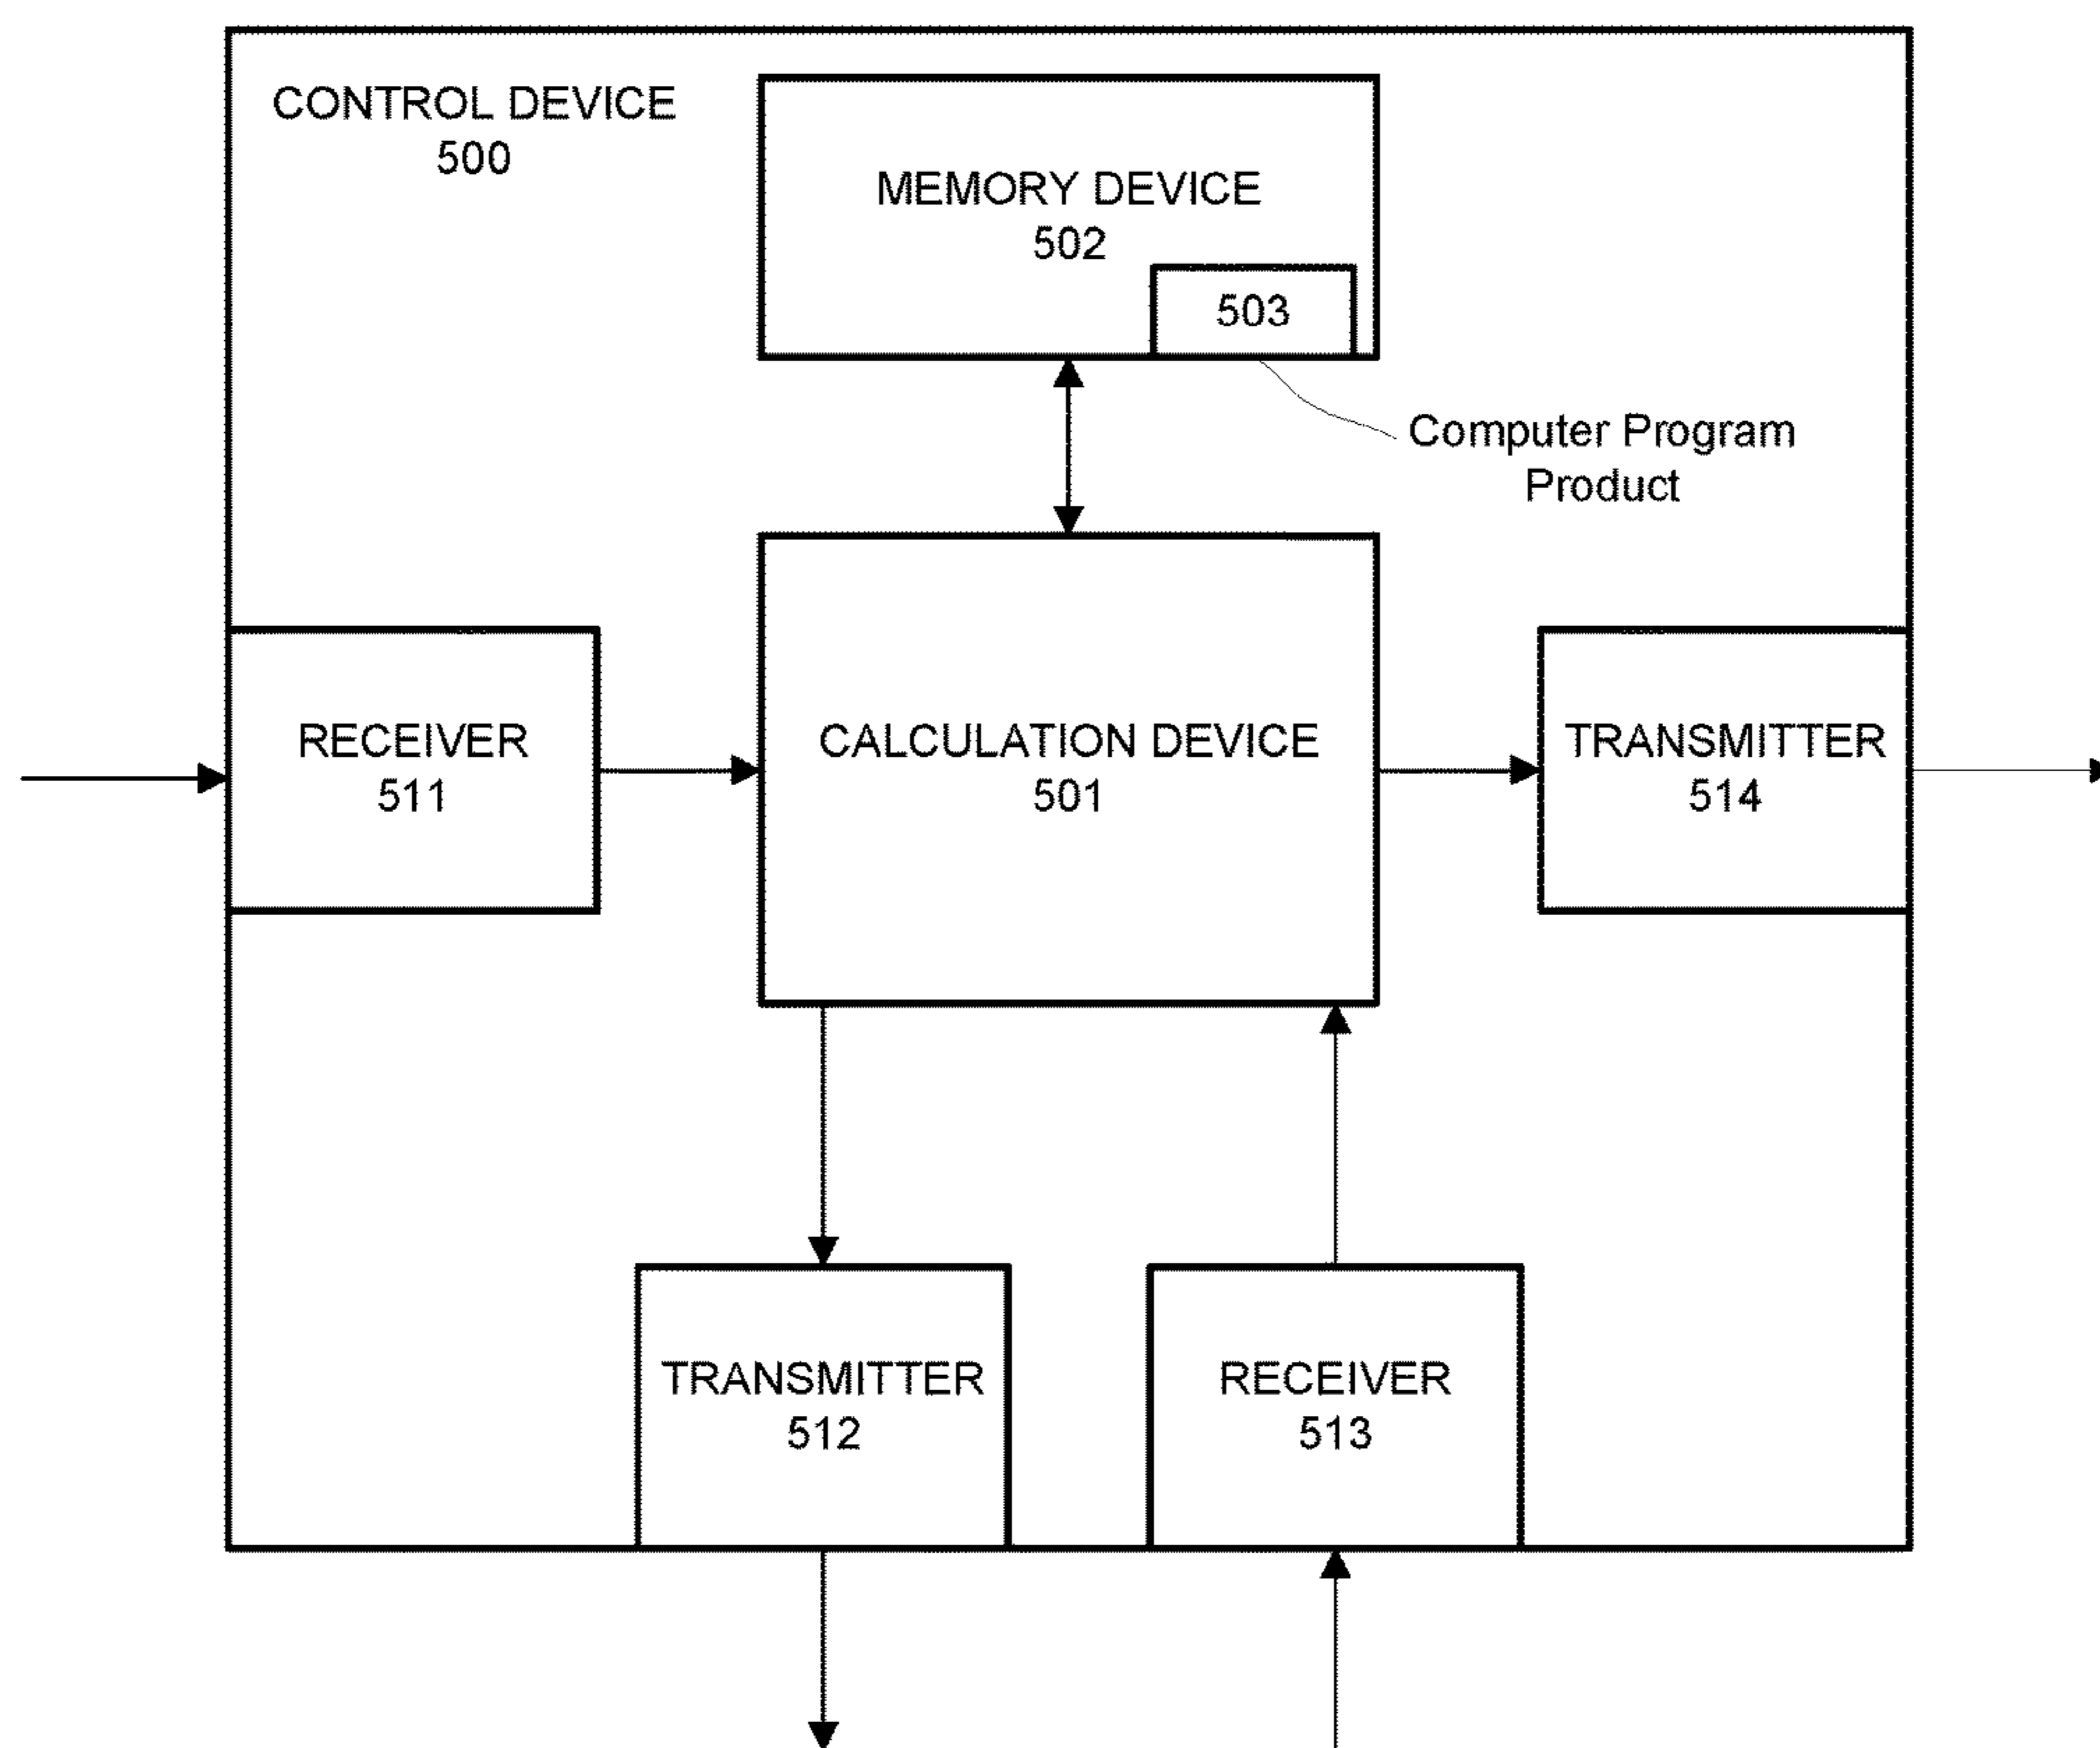 CONTROL DEVICE
500
MEMORY DEVICE
502
503
Computer Program
Product
RECEIVER
511
CALCULATION DEVICE
501
TRANSMITTER
514
TRANSMITTER
512
RECEIVER
513